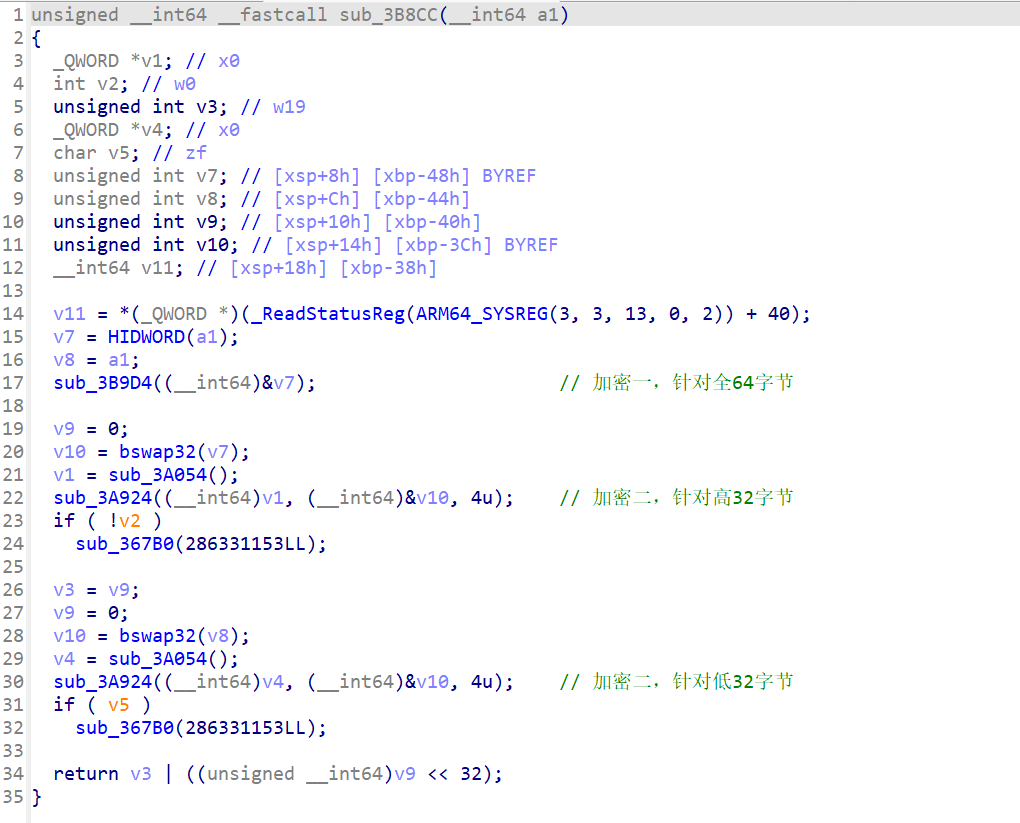 1 unsigned __int64 __fastcall sub_3B8CC(__int64 a1)
2 {
3 _QWORD *v1; // x0
4 int v2; // w0
5 unsigned int v3; // w19
6 _QWORD *v4; // x0
7 char v5; // zf
8 unsigned int v7; // [xsp+8h] [xbp-48h] BYREF
9 unsigned int v8; // [xsp+Ch] [xbp-44h]
10 unsigned int v9; // [xsp+10h] [xbp-40h]
11 unsigned int v10; // [xsp+14h] [xbp-3Ch] BYREF
12 __int64 v11; // [xsp+18h] [xbp-38h]
13
14 v11 = *(_QWORD *)(_ReadStatusReg(ARM64_SYSREG(3, 3, 13, 0, 2)) + 40);
15 v7 = HIDWORD(a1);
16 v8 = a1;
17 sub_3B9D4((__int64)&v7); // 加密一，针对全64字节
18
19 v9 = 0;
20 v10 = bswap32(v7);
21 v1 = sub_3A054();
22 sub_3A924((__int64)v1, (__int64)&v10, 4u); // 加密二，针对高32字节
23 if ( !v2 )
24 sub_367B0(286331153LL);
25
26 v3 = v9;
27 v9 = 0;
28 v10 = bswap32(v8);
29 v4 = sub_3A054();
30 sub_3A924((__int64)v4, (__int64)&v10, 4u); // 加密二，针对低32字节
31 if ( v5 )
32 sub_367B0(286331153LL);
33
34 return v3 | ((unsigned __int64)v9 << 32);
35 }